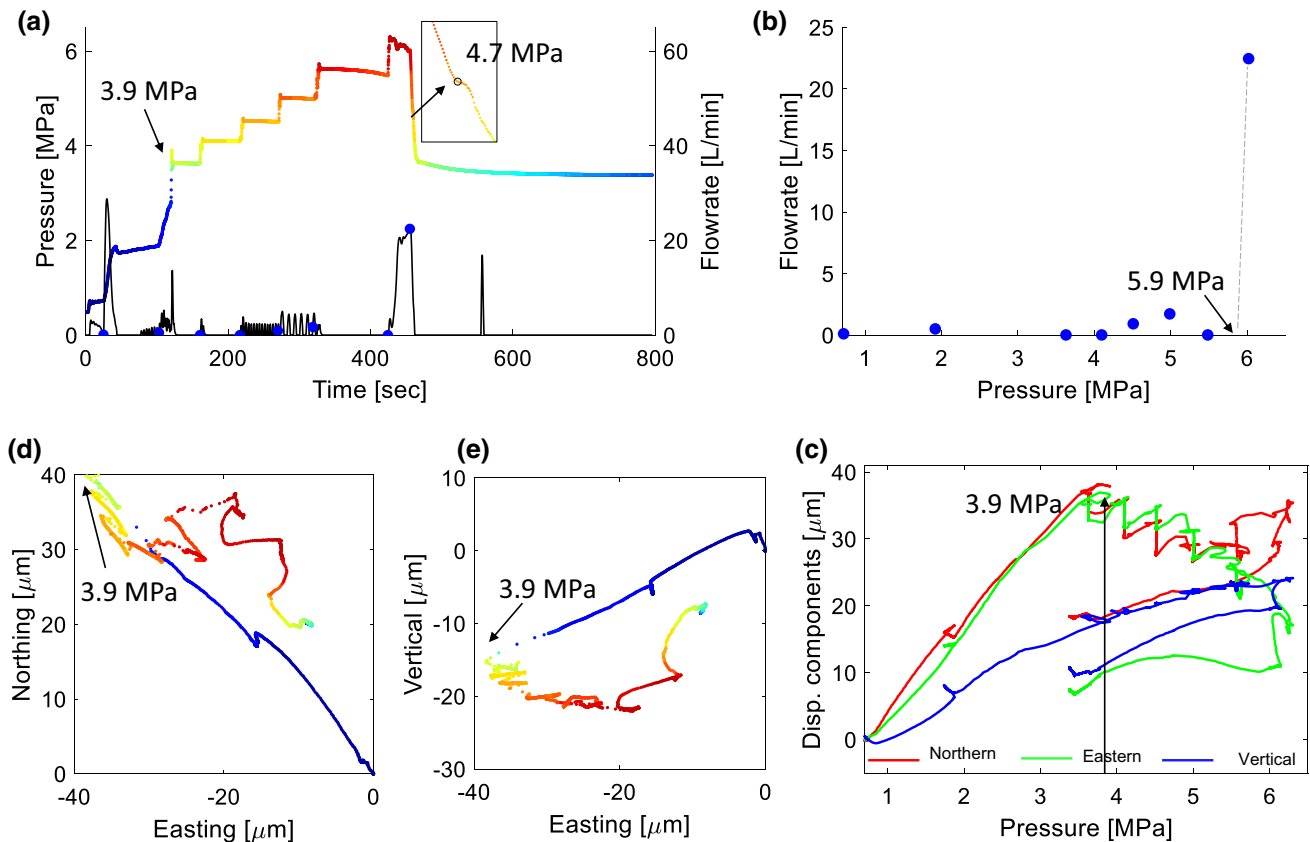 (a)
6
4
2
0
Pressure [MPa]
3.9 MPa
4.7 MPa
60
40
20
0
Flowrate [L/min]
0 200 400 600 800
Time [sec]
(b)
25
20
15
10
5
0
Flowrate [L/min]
5.9 MPa
1 2 3 4 5 6
Pressure [MPa]
(d)
40
30
20
10
0
Northing [μm]
3.9 MPa
-40 -20 0
Easting [μm]
(e)
10
0
-10
-20
-30
Vertical [μm]
3.9 MPa
-40 -20 0
Easting [μm]
(c)
40
30
20
10
0
Disp. components [μm]
3.9 MPa
Northern Eastern Vertical
1 2 3 4 5 6
Pressure [MPa]